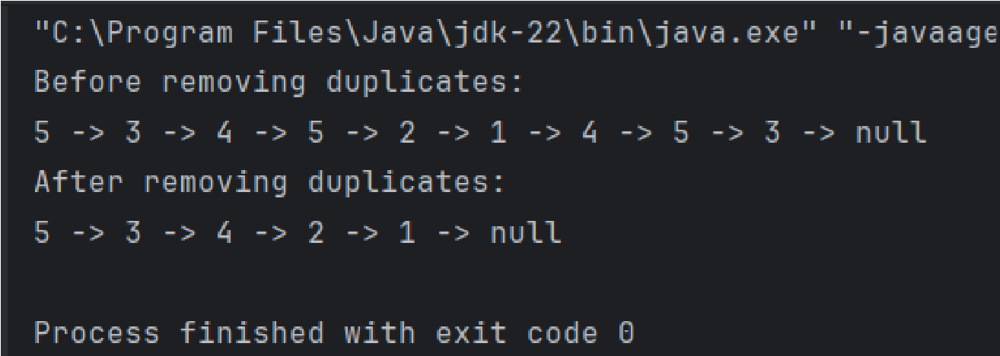 "C:\Program Files\Java\jdk-22\bin\java.exe" "-javaage
Before removing duplicates:
5 -> 3 -> 4 -> 5 -> 2 -> 1 -> 4 -> 5 -> 3 -> null
After removing duplicates:
5 -> 3 -> 4 -> 2 -> 1 -> null
Process finished with exit code 0